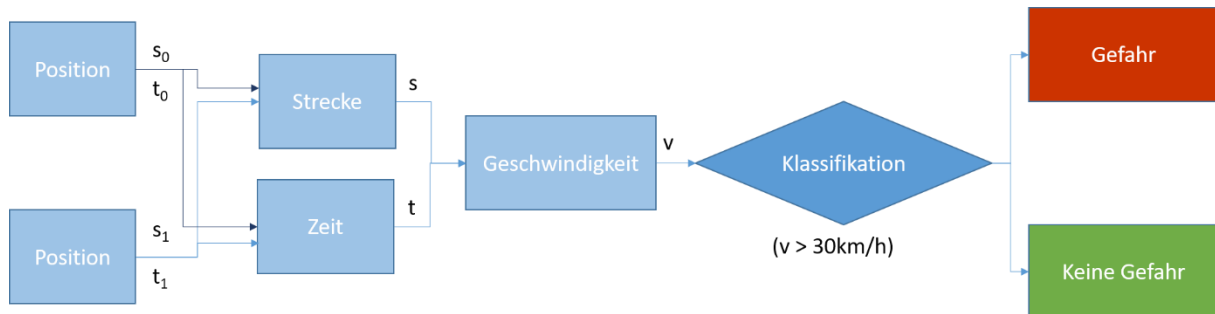 Position
s₀
t₀
Position
s₁
t₁
Strecke
s
Zeit
t
Geschwindigkeit
v
Klassifikation
(v > 30km/h)
Gefahr
Keine Gefahr